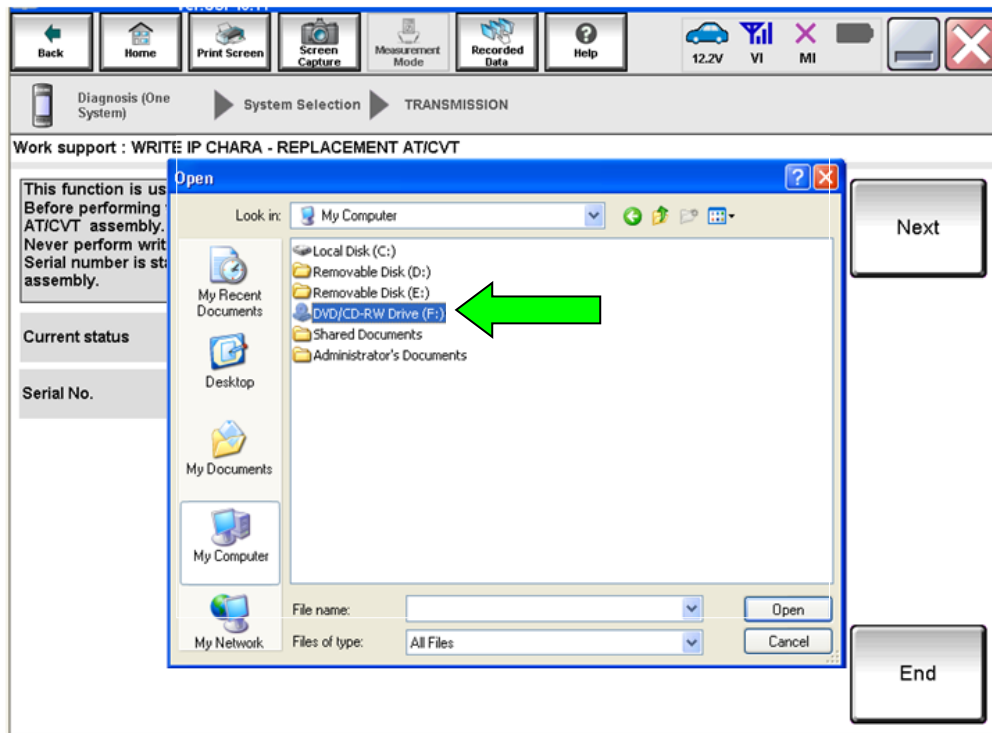 Back
Home
Print Screen
Screen
Capture
Measurement
Mode
Recorded
Data
Help
12.2V
VI
MI
Diagnosis (One
System)
System Selection
TRANSMISSION
Work support : WRITE IP CHARA - REPLACEMENT AT/CVT
This function is us
Before performing
AT/CVT assembly.
Never perform writ
Serial number is sta
assembly.
Current status
Serial No.
Open
Look in:
My Computer
My Recent
Documents
Desktop
My Documents
My Computer
My Network
Local Disk (C:)
Removable Disk (D:)
Removable Disk (E:)
DVD/CD-RW Drive (F:)
Shared Documents
Administrator's Documents
File name:
Open
Files of type:
All Files
Cancel
Next
End